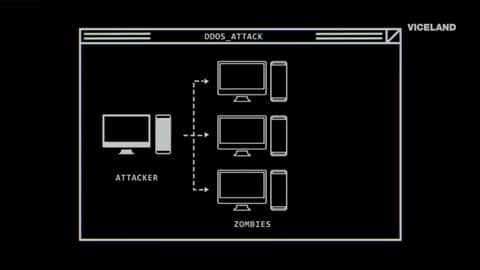 DDOS_ATTACK
VICELAND
ATTACKER
ZOMBIES